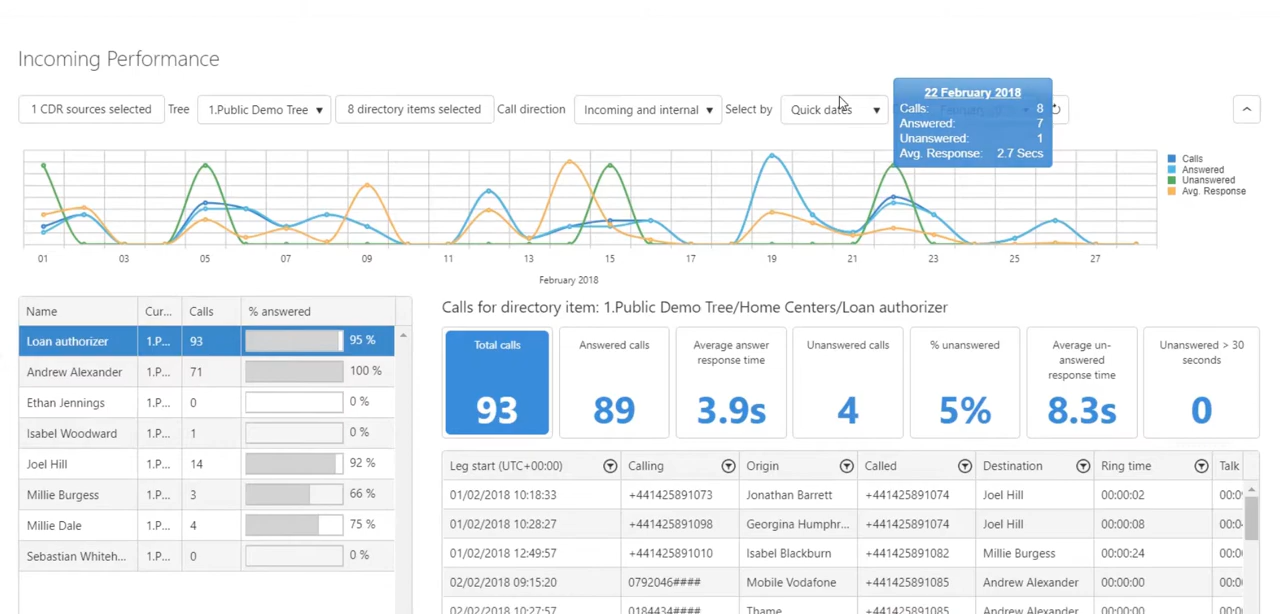 Incoming Performance
1 CDR sources selected Tree 1.Public Demo Tree 8 directory items selected Call direction Incoming and internal Select by Quick dates
22 February 2018
Calls: 8
Answered: 7
Unanswered: 1
Avg. Response: 2.7 Secs
Calls
Answered
Unanswered
Avg. Response
01 03 05 07 09 11 13 15 17 19 21 23 25 27
February 2018
Name Cur... Calls % answered
Loan authorizer 1.P... 93 95 %
Andrew Alexander 1.P... 71 100 %
Ethan Jennings 1.P... 0 0 %
Isabel Woodward 1.P... 1 0 %
Joel Hill 1.P... 14 92 %
Millie Burgess 1.P... 3 66 %
Millie Dale 1.P... 4 75 %
Sebastian Whiteh... 1.P... 0 0 %
Calls for directory item: 1.Public Demo Tree/Home Centers/Loan authorizer
Total calls
93
Answered calls
89
Average answer
response time
3.9s
Unanswered calls
4
% unanswered
5%
Average un-
answered
response time
8.3s
Unanswered > 30
seconds
0
Leg start (UTC+00:00) Calling Origin Called Destination Ring time Talk
01/02/2018 10:18:33 +441425891073 Jonathan Barrett +441425891074 Joel Hill 00:00:02
01/02/2018 10:28:27 +441425891098 Georgina Humphr... +441425891074 Joel Hill 00:00:08
01/02/2018 12:49:57 +441425891010 Isabel Blackburn +441425891082 Millie Burgess 00:00:24
02/02/2018 09:15:20 0792046#### Mobile Vodafone +441425891085 Andrew Alexander 00:00:00
02/02/2018 10:27:57 0184434#### Thame +441425891085 Andrew Alexander 00:00:00